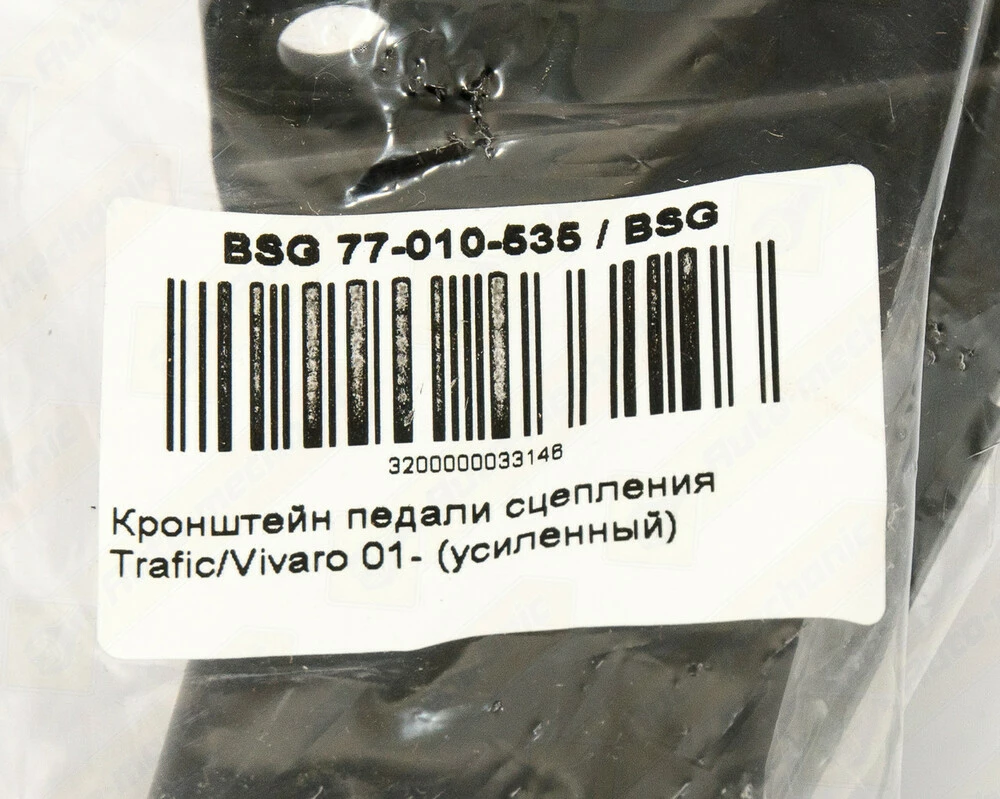 BSG 77-010-535 / BSG
3200000033146
Кронштейн педали сцепления
Trafic/Vivaro 01- (усиленный)